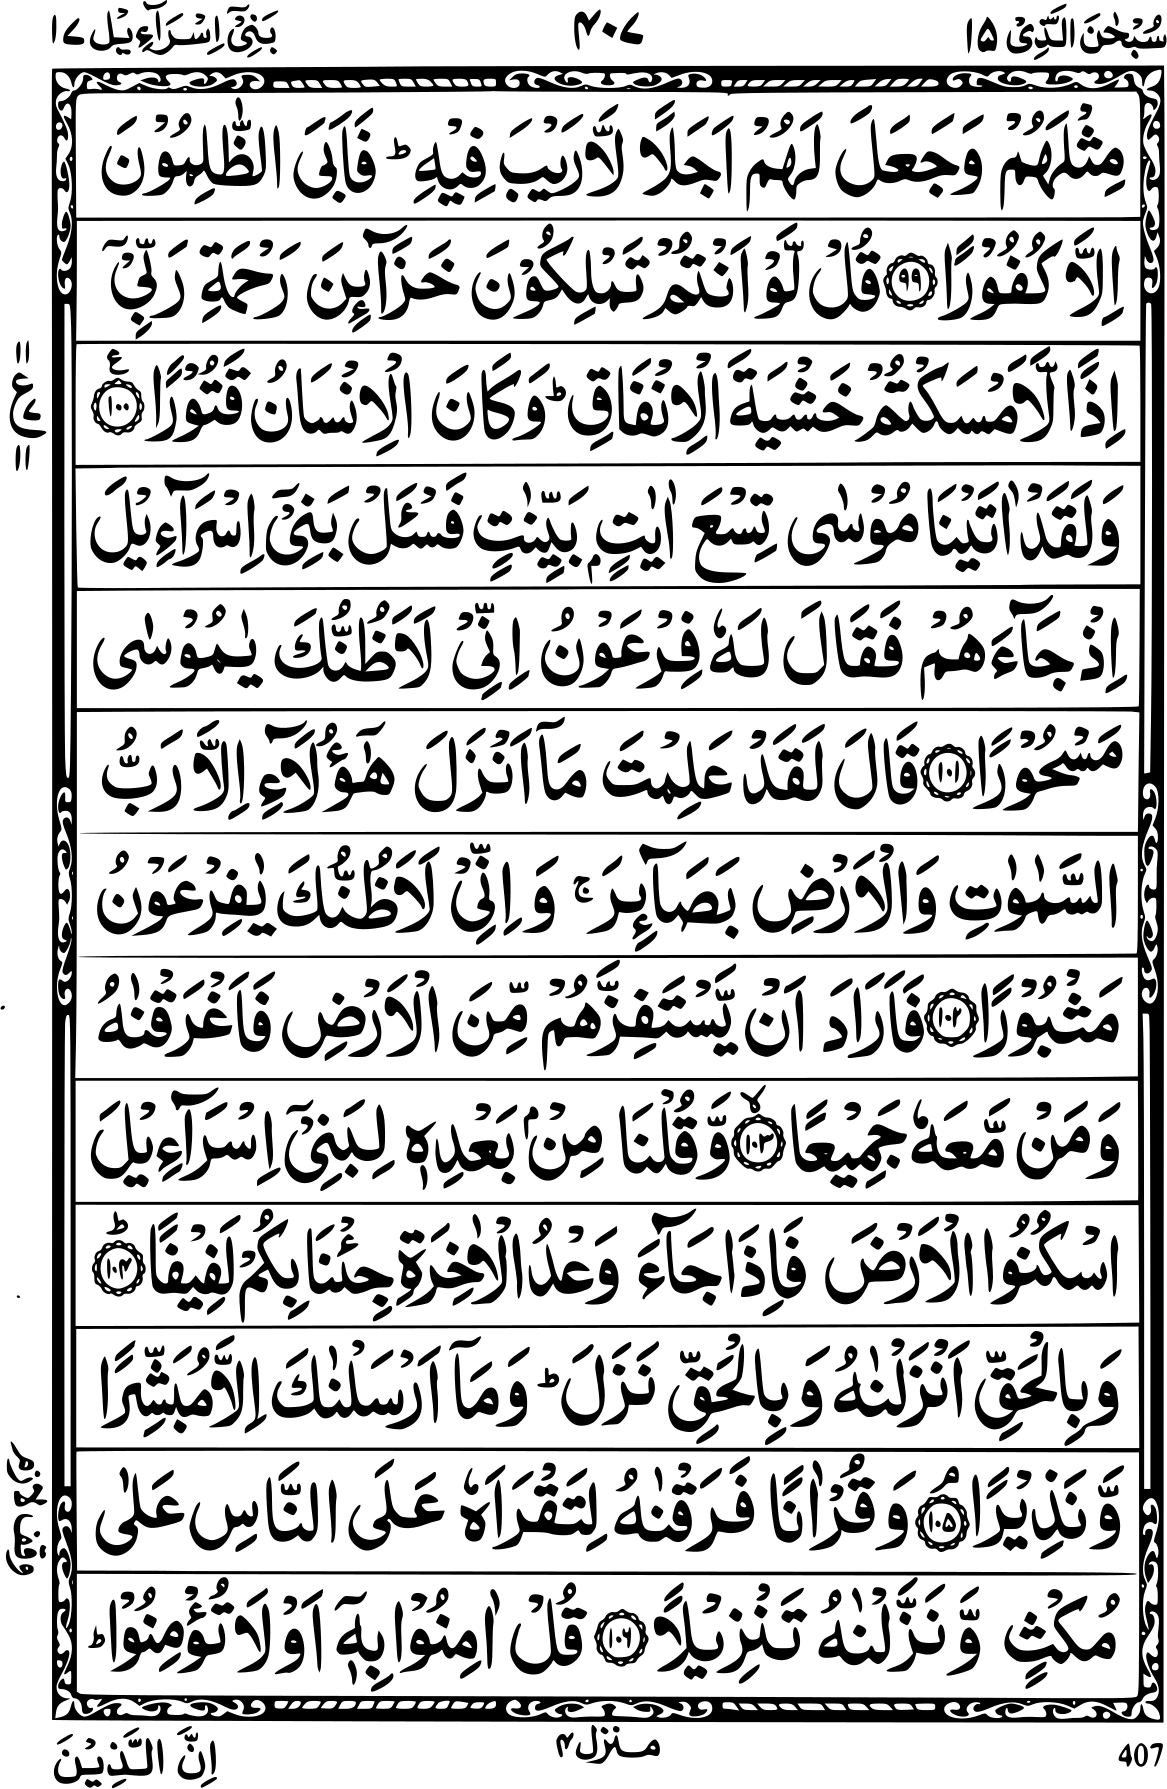 سُبْحٰنَ الَّذِیْۤ ۱۵ ۴۰۷ بَنِیْۤ اِسْرَآءِیْل ۱۷
مِثْلَهُمْ وَجَعَلَ لَهُمْ اَجَلًا لَّا رَیْبَ فِیْهِ ؕ فَاَبَی الظّٰلِمُوْنَ
اِلَّا كُفُوْرًا ﴿۹۹﴾ قُلْ لَّوْ اَنْتُمْ تَمْلِكُوْنَ خَزَآىِٕنَ رَحْمَةِ رَبِّیْۤ
اِذًا لَّاَمْسَكْتُمْ خَشْیَةَ الْاِنْفَاقِ ؕ وَكَانَ الْاِنْسَانُ قَتُوْرًا ﴿۱۰۰﴾ۧ
۱۱ ع ۷ ۱۱
وَلَقَدْ اٰتَیْنَا مُوْسٰی تِسْعَ اٰیٰتٍۭ بَیِّنٰتٍ فَسْـَٔلْ بَنِیْۤ اِسْرَآءِیْلَ
اِذْ جَآءَهُمْ فَقَالَ لَهٗ فِرْعَوْنُ اِنِّیْ لَاَظُنُّكَ یٰمُوْسٰی
مَسْحُوْرًا ﴿۱۰۱﴾ قَالَ لَقَدْ عَلِمْتَ مَاۤ اَنْزَلَ هٰۤؤُلَآءِ اِلَّا رَبُّ
السَّمٰوٰتِ وَالْاَرْضِ بَصَآىِٕرَ ۚ وَاِنِّیْ لَاَظُنُّكَ یٰفِرْعَوْنُ
مَثْبُوْرًا ﴿۱۰۲﴾ فَاَرَادَ اَنْ یَّسْتَفِزَّهُمْ مِّنَ الْاَرْضِ فَاَغْرَقْنٰهُ
وَمَنْ مَّعَهٗ جَمِیْعًا ﴿۱۰۳﴾ۙ وَّقُلْنَا مِنْۢ بَعْدِهٖ لِبَنِیْۤ اِسْرَآءِیْلَ
اسْكُنُوا الْاَرْضَ فَاِذَا جَآءَ وَعْدُ الْاٰخِرَةِ جِئْنَا بِكُمْ لَفِیْفًا ﴿۱۰۴﴾ؕ
وَبِالْحَقِّ اَنْزَلْنٰهُ وَبِالْحَقِّ نَزَلَ ؕ وَمَاۤ اَرْسَلْنٰكَ اِلَّا مُبَشِّرًا
وَّنَذِیْرًا ﴿۱۰۵﴾ۘ وَقُرْاٰنًا فَرَقْنٰهُ لِتَقْرَاَهٗ عَلَی النَّاسِ عَلٰی
وقف لازم
مُكْثٍ وَّنَزَّلْنٰهُ تَنْزِیْلًا ﴿۱۰۶﴾ قُلْ اٰمِنُوْا بِهٖۤ اَوْ لَا تُؤْمِنُوْا ؕ
407 منزل ۴ اِنَّ الَّذِیْنَ